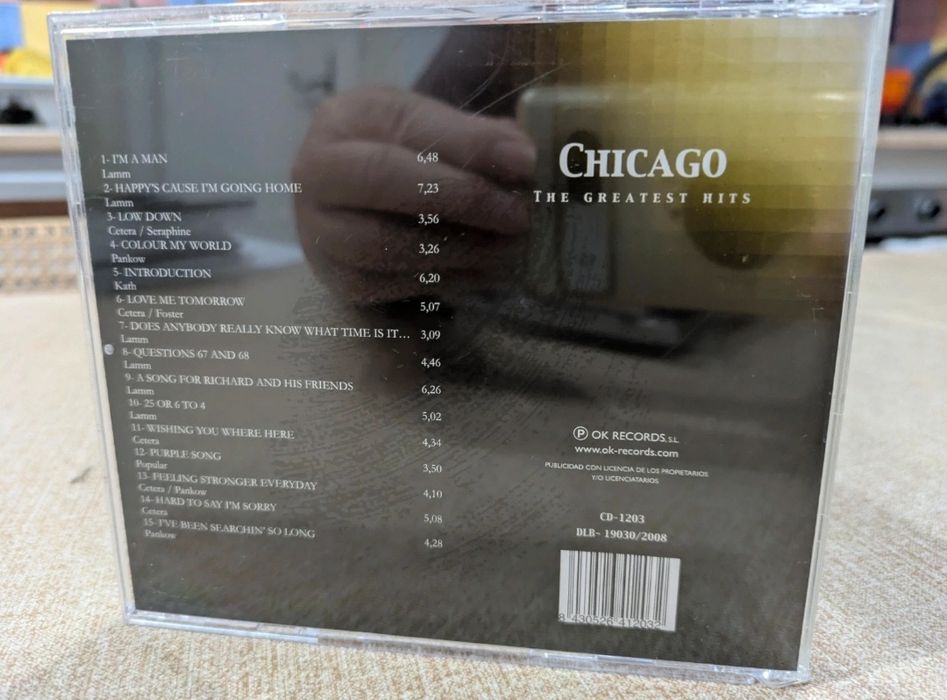 1- I'M A MAN 6,48
Lamm
2- HAPPY'S CAUSE I'M GOING HOME 7,23
Lamm
3- LOW DOWN 3,56
Cetera / Seraphine
4- COLOUR MY WORLD 3,26
Pankow
5- INTRODUCTION 6,20
Kath
6- LOVE ME TOMORROW 5,07
Cetera / Foster
7- DOES ANYBODY REALLY KNOW WHAT TIME IS IT... 3,09
Lamm
8- QUESTIONS 67 AND 68 4,46
Lamm
9- A SONG FOR RICHARD AND HIS FRIENDS 6,26
Lamm
10- 25 OR 6 TO 4 5,02
Lamm
11- WISHING YOU WHERE HERE 4,34
Cetera
12- PURPLE SONG 3,50
Popular
13- FEELING STRONGER EVERYDAY 4,10
Cetera / Pankow
14- HARD TO SAY I'M SORRY 5,08
Cetera
15- I'VE BEEN SEARCHIN' SO LONG 4,28
Pankow
CHICAGO
THE GREATEST HITS
Ⓟ OK RECORDS, S.L.
www.ok-records.com
PUBLICIDAD CON LICENCIA DE LOS PROPIETARIOS
Y/O LICENCIATARIOS
CD-1203
DLB- 19030/2008
8 430526 412032